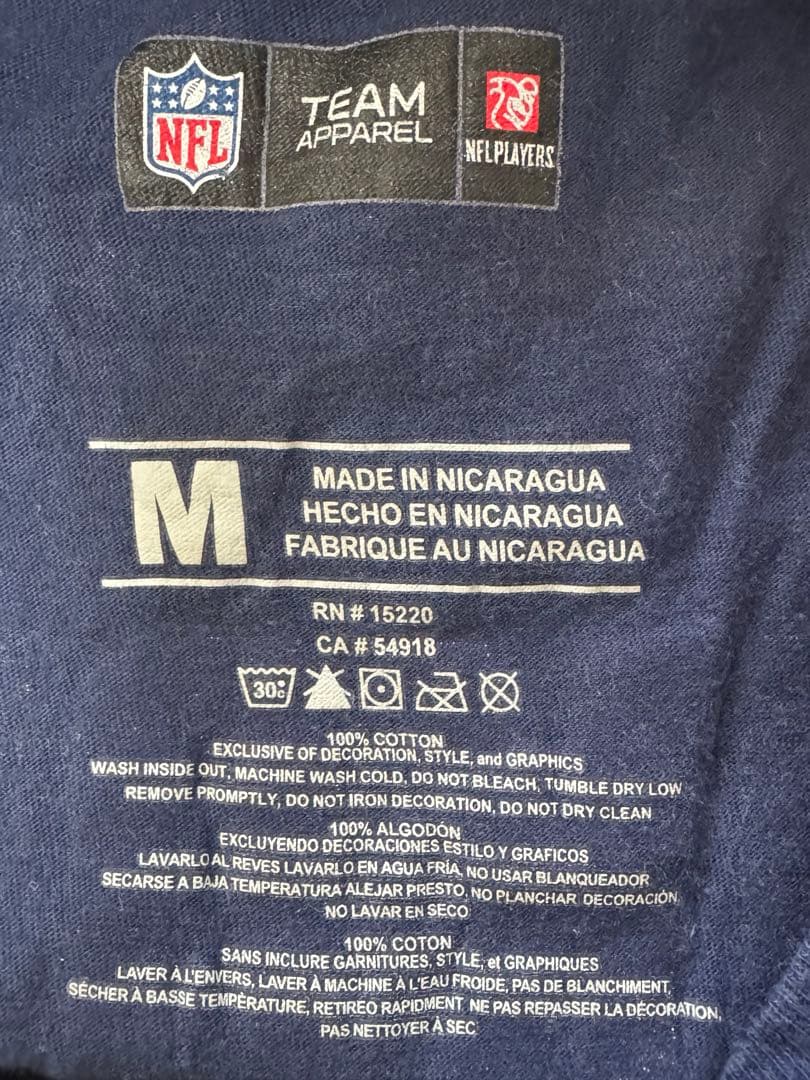 NFL
TEAM
APPAREL
NFLPLAYERS
M
MADE IN NICARAGUA
HECHO EN NICARAGUA
FABRIQUE AU NICARAGUA
RN # 15220
CA # 54918
30c
100% COTTON
EXCLUSIVE OF DECORATION, STYLE, and GRAPHICS
WASH INSIDE OUT, MACHINE WASH COLD, DO NOT BLEACH, TUMBLE DRY LOW
REMOVE PROMPTLY, DO NOT IRON DECORATION, DO NOT DRY CLEAN
100% ALGODÓN
EXCLUYENDO DECORACIONES ESTILO Y GRAFICOS
LAVARLO AL REVES LAVARLO EN AGUA FRÍA, NO USAR BLANQUEADOR
SECARSE A BAJA TEMPERATURA ALEJAR PRESTO, NO PLANCHAR DECORACIÓN
NO LAVAR EN SECO
100% COTON
SANS INCLURE GARNITURES, STYLE, et GRAPHIQUES
LAVER À L'ENVERS, LAVER À MACHINE À L'EAU FROIDE, PAS DE BLANCHIMENT,
SÉCHER À BASSE TEMPÉRATURE, RETIREO RAPIDMENT NE PAS REPASSER LA DÉCORATION,
PAS NETTOYER À SEC